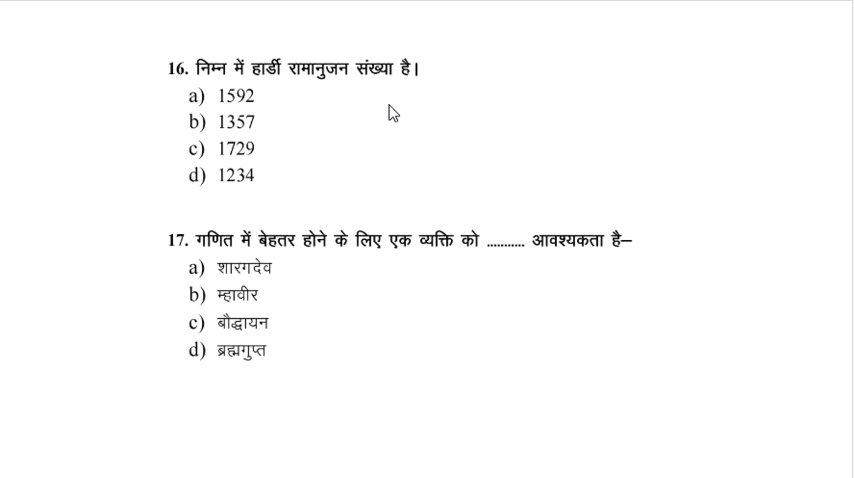 16. निम्न में हार्डी रामानुजन संख्या है।
a) 1592
b) 1357
c) 1729
d) 1234
17. गणित में बेहतर होने के लिए एक व्यक्ति को ........... आवश्यकता है–
a) शारगदेव
b) म्हावीर
c) बौद्धायन
d) ब्रह्मगुप्त